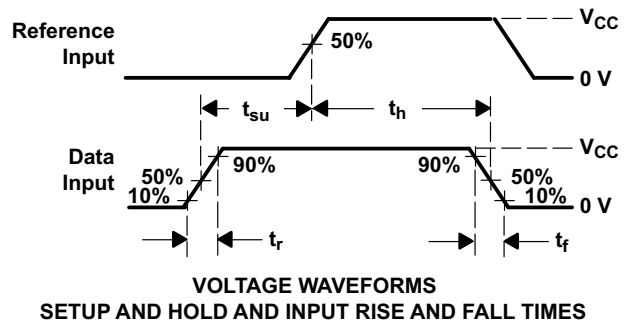 Reference
Input
50%
VCC
0 V
tsu
th
Data
Input
50%
10%
90%
90%
VCC
50%
10%
0 V
tr
tf
VOLTAGE WAVEFORMS
SETUP AND HOLD AND INPUT RISE AND FALL TIMES